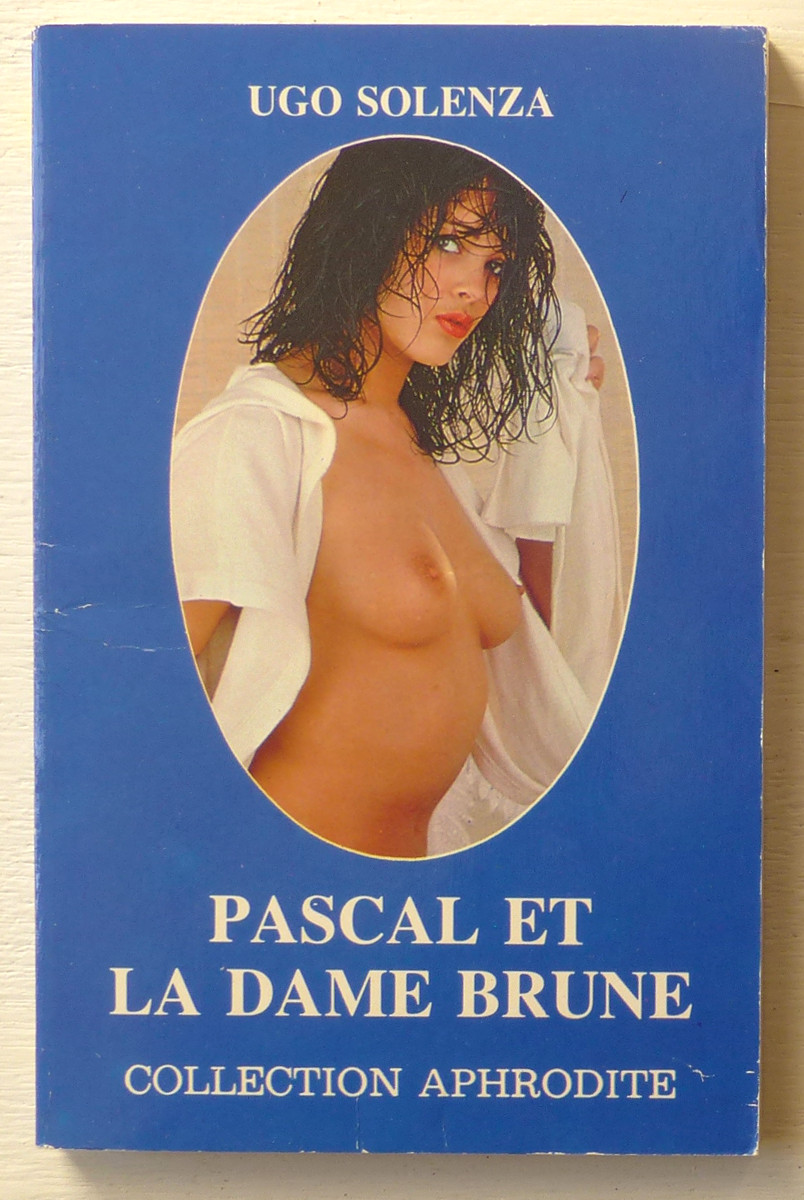 UGO SOLENZA
PASCAL ET
LA DAME BRUNE
COLLECTION APHRODITE